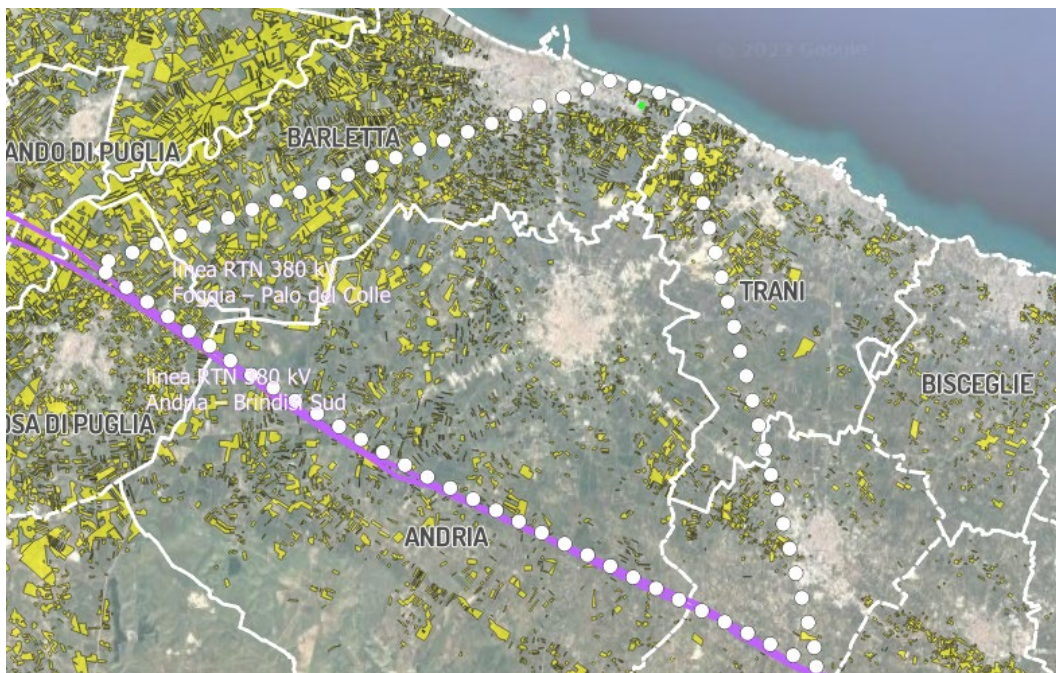 © 2023 Google
BARLETTA
ANDO DI PUGLIA
linea RTN 380 kV
Foggia – Palo del Colle
TRANI
linea RTN 380 kV
Andria – Brindisi Sud
BISCEGLIE
OSA DI PUGLIA
ANDRIA